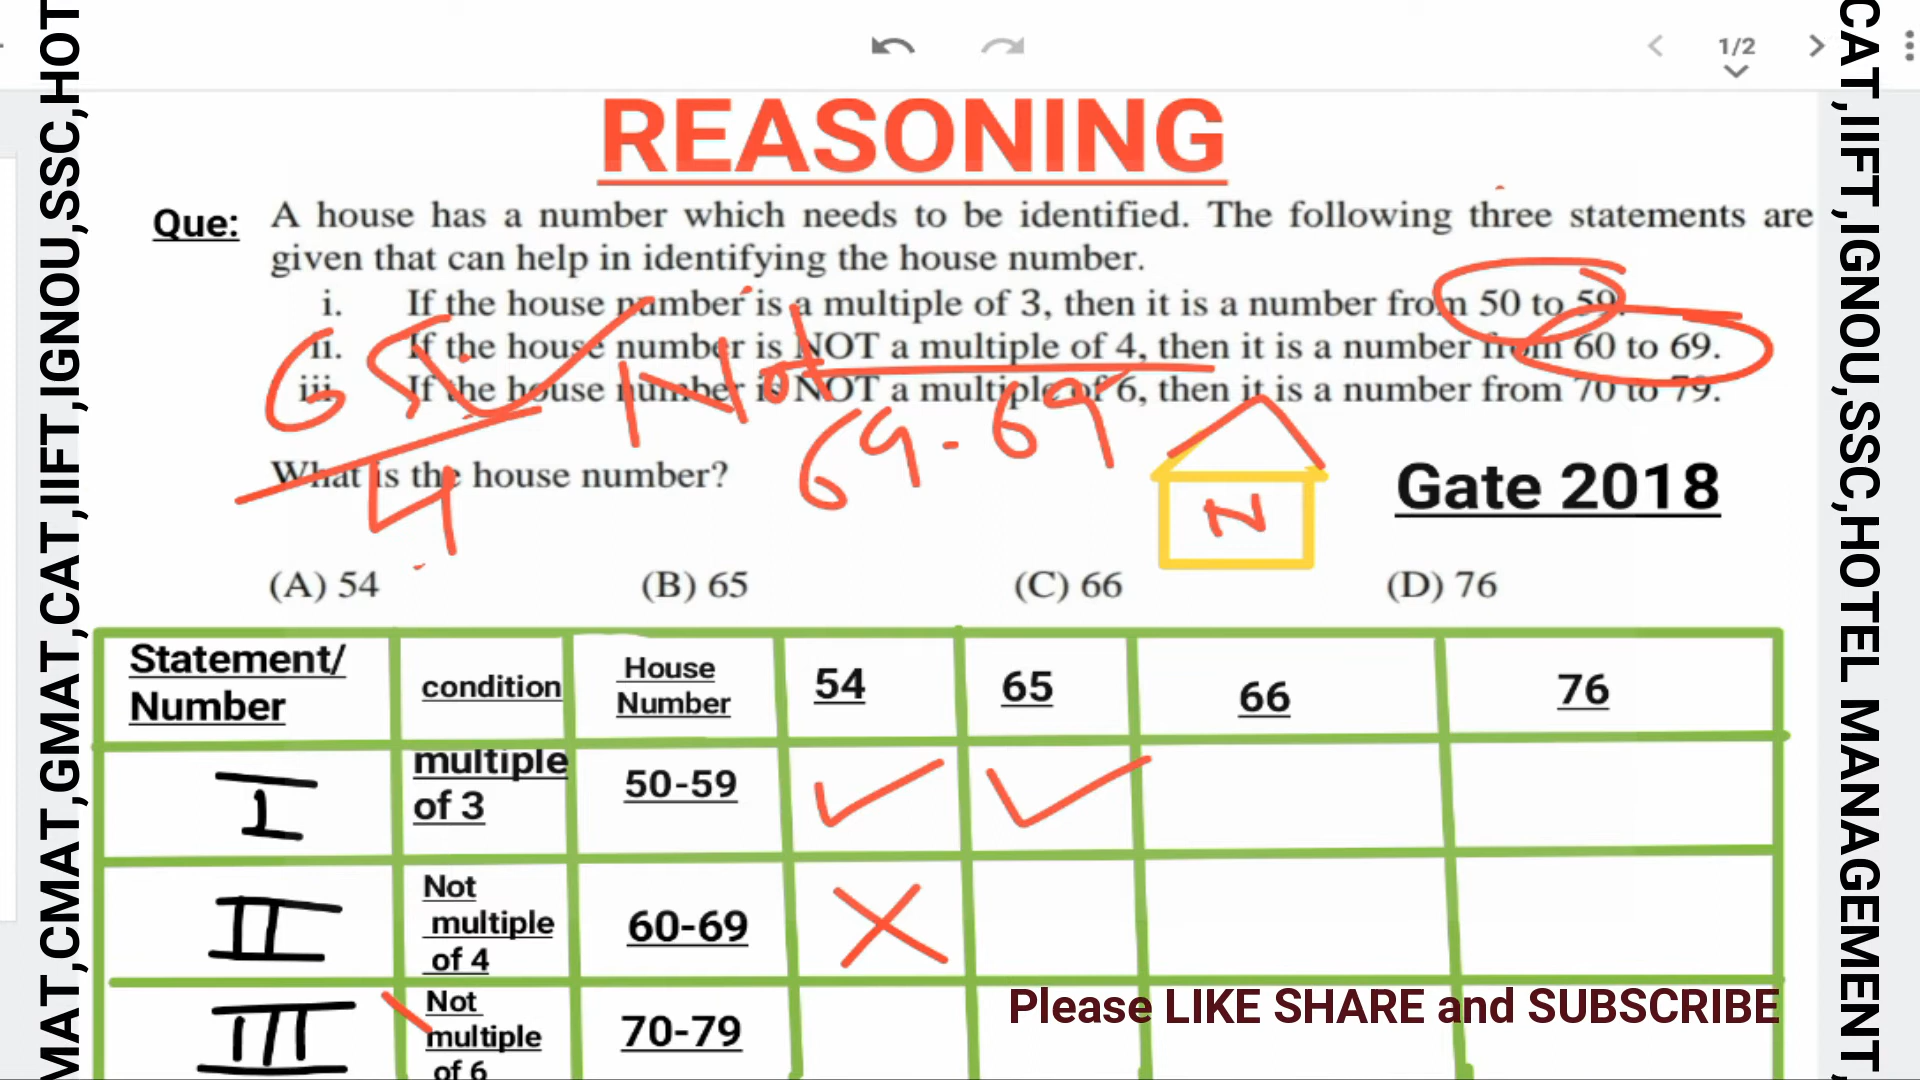 1/2
REASONING
Que: A house has a number which needs to be identified. The following three statements are
given that can help in identifying the house number.
i. If the house number is a multiple of 3, then it is a number from 50 to 59.
ii. If the house number is NOT a multiple of 4, then it is a number from 60 to 69.
iii. If the house number is NOT a multiple of 6, then it is a number from 70 to 79.
65
4
Not
69-69
What is the house number?
N
Gate 2018
(A) 54 (B) 65 (C) 66 (D) 76
Statement/
Number
condition
House
Number
54
65
66
76
I
multiple
of 3
50-59
II
Not
multiple
of 4
60-69
III
Not
multiple
of 6
70-79
Please LIKE SHARE and SUBSCRIBE
MAT,CMAT,GMAT,CAT,IIFT,IGNOU,SSC,HOT
CAT,IIFT,IGNOU,SSC,HOTEL MANAGEMENT,